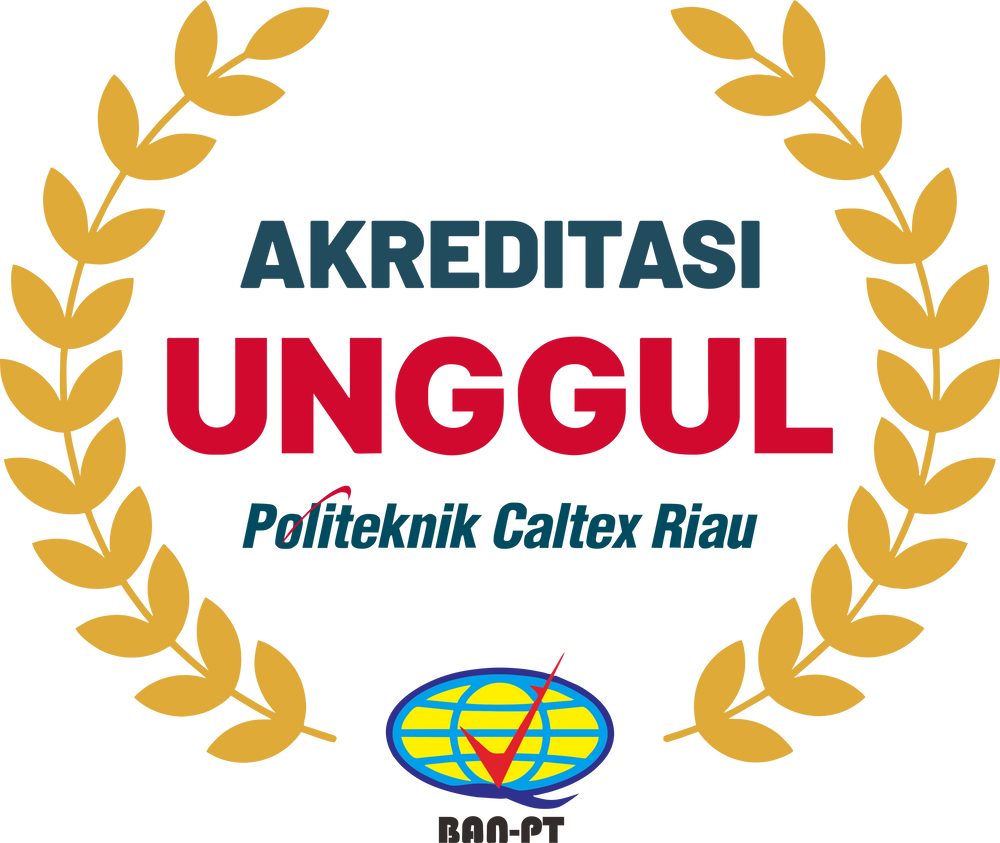 AKREDITASI
UNGGUL
Politeknik Caltex Riau
BAN-PT